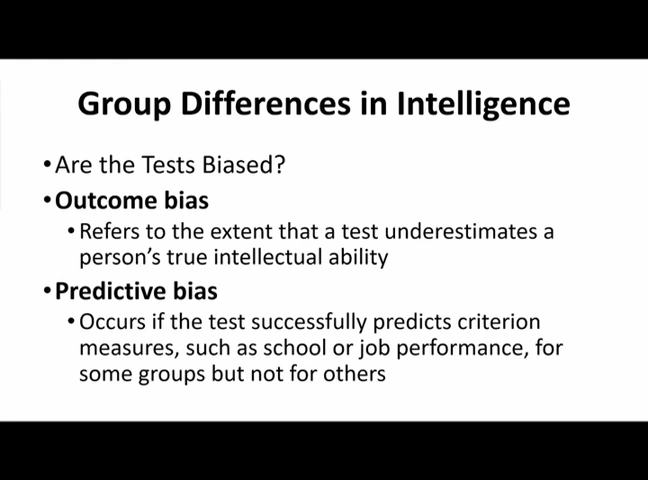 Group Differences in Intelligence
•Are the Tests Biased?
•Outcome bias
•Refers to the extent that a test underestimates a
person's true intellectual ability
•Predictive bias
•Occurs if the test successfully predicts criterion
measures, such as school or job performance, for
some groups but not for others